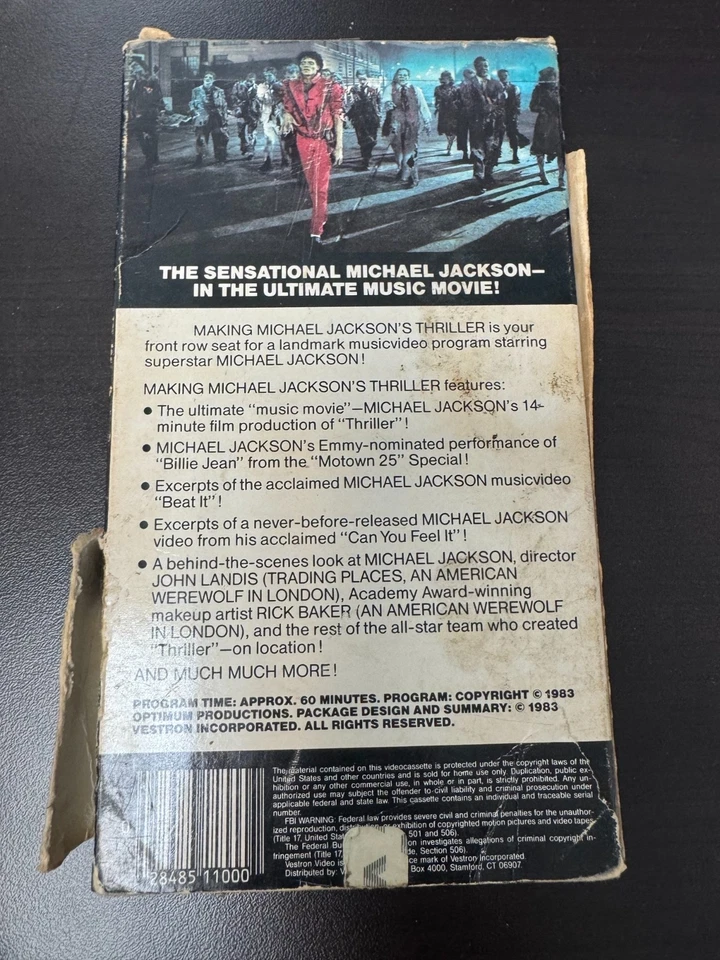 THE SENSATIONAL MICHAEL JACKSON—
IN THE ULTIMATE MUSIC MOVIE!
MAKING MICHAEL JACKSON'S THRILLER is your
front row seat for a landmark musicvideo program starring
superstar MICHAEL JACKSON!
MAKING MICHAEL JACKSON'S THRILLER features:
● The ultimate "music movie"—MICHAEL JACKSON's 14-
minute film production of "Thriller"!
● MICHAEL JACKSON's Emmy-nominated performance of
"Billie Jean" from the "Motown 25" Special!
● Excerpts of the acclaimed MICHAEL JACKSON musicvideo
"Beat It"!
● Excerpts of a never-before-released MICHAEL JACKSON
video from his acclaimed "Can You Feel It"!
● A behind-the-scenes look at MICHAEL JACKSON, director
JOHN LANDIS (TRADING PLACES, AN AMERICAN
WEREWOLF IN LONDON), Academy Award-winning
makeup artist RICK BAKER (AN AMERICAN WEREWOLF
IN LONDON), and the rest of the all-star team who created
"Thriller"—on location!
AND MUCH MUCH MORE!
PROGRAM TIME: APPROX. 60 MINUTES. PROGRAM: COPYRIGHT © 1983
OPTIMUM PRODUCTIONS. PACKAGE DESIGN AND SUMMARY: © 1983
VESTRON INCORPORATED. ALL RIGHTS RESERVED.
The material contained on this videocassette is protected under the copyright laws of the
United States and other countries and is sold for home use only. Duplication, public ex-
hibition or any other commercial use, in whole or in part, is strictly prohibited. Any un-
authorized use may subject the offender to civil liability and criminal prosecution under
applicable federal and state law. This cassette contains an individual and traceable serial
number.
FBI WARNING: Federal law provides severe civil and criminal penalties for the unauthor-
ized reproduction, exhibition of copyrighted motion pictures and video tapes
(Title 17, United 501 and 506).
The Federal investigates allegations of criminal copyright in-
fringement (Title 17, Section 506).
Vestron Video is mark of Vestron Incorporated.
Distributed by: Box 4000, Stamford, CT 06907.
28485 11000